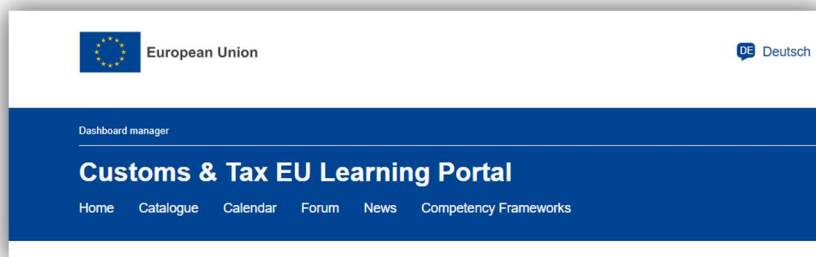 European Union
DE Deutsch
Dashboard manager
Customs & Tax EU Learning Portal
Home Catalogue Calendar Forum News Competency Frameworks